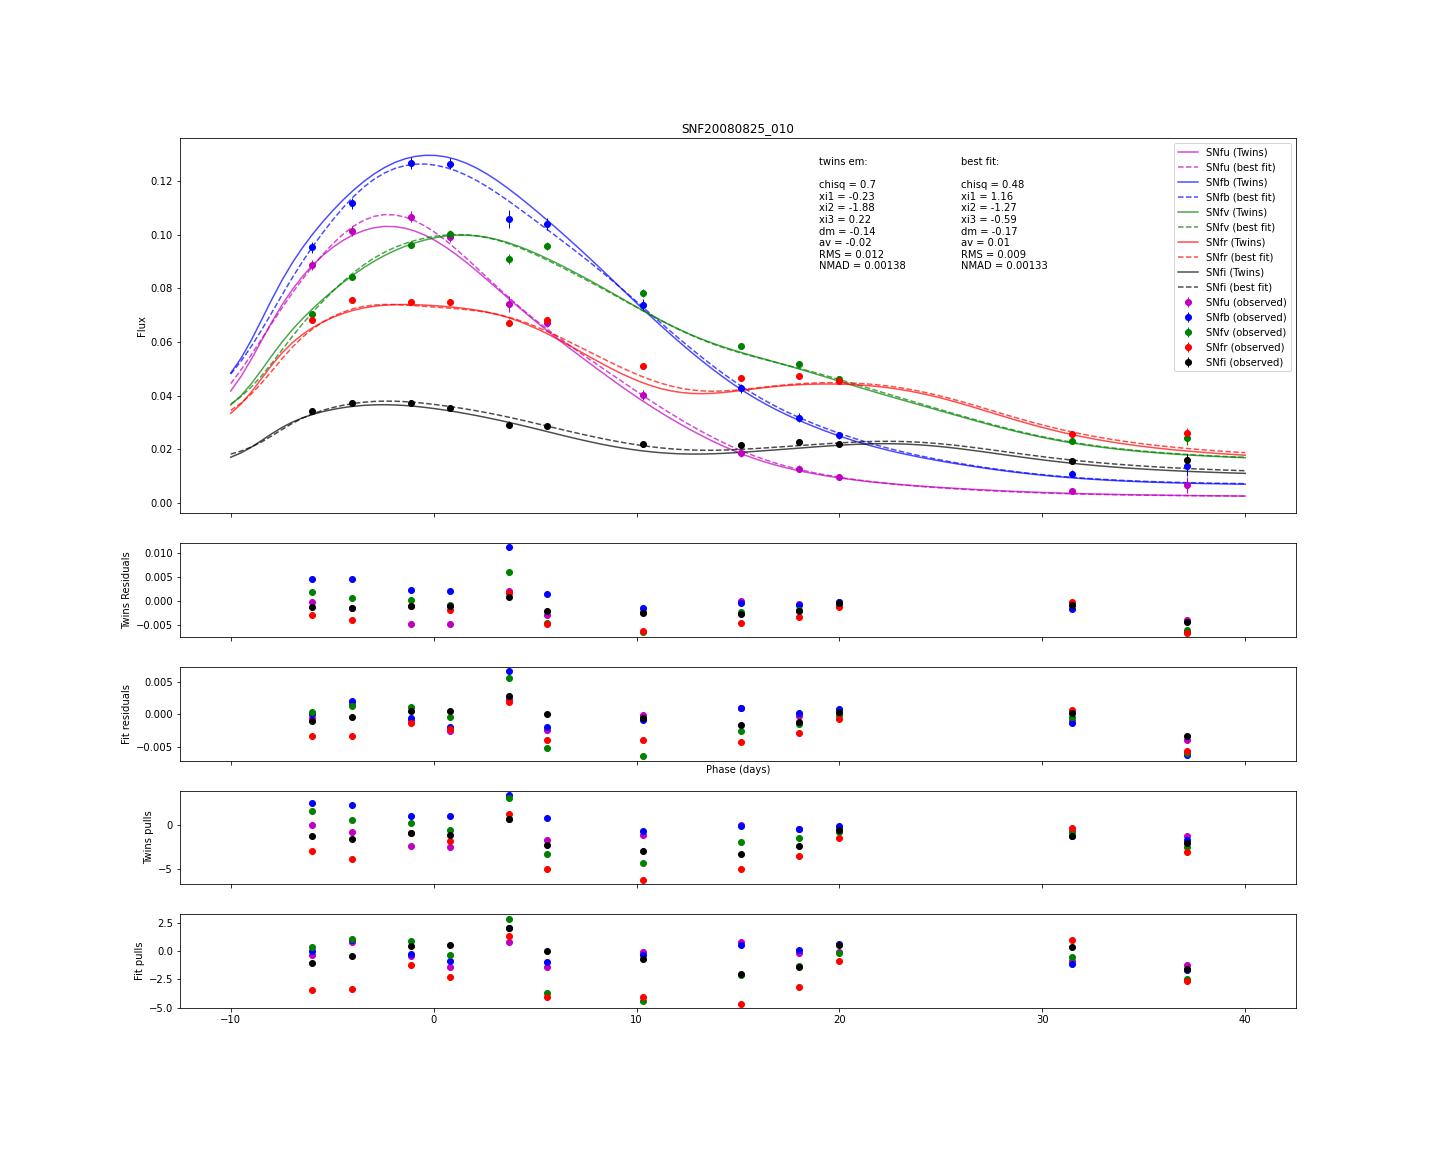 SNF20080825_010
Flux
0.12
0.10
0.08
0.06
0.04
0.02
0.00
twins em:
chisq = 0.7
xi1 = -0.23
xi2 = -1.88
xi3 = 0.22
dm = -0.14
av = -0.02
RMS = 0.012
NMAD = 0.00138
best fit:
chisq = 0.48
xi1 = 1.16
xi2 = -1.27
xi3 = -0.59
dm = -0.17
av = 0.01
RMS = 0.009
NMAD = 0.00133
SNfu (Twins)
SNfu (best fit)
SNfb (Twins)
SNfb (best fit)
SNfv (Twins)
SNfv (best fit)
SNfr (Twins)
SNfr (best fit)
SNfi (Twins)
SNfi (best fit)
SNfu (observed)
SNfb (observed)
SNfv (observed)
SNfr (observed)
SNfi (observed)
Twins Residuals
0.010
0.005
0.000
−0.005
Fit residuals
0.005
0.000
−0.005
Phase (days)
Twins pulls
0
−5
Fit pulls
2.5
0.0
−2.5
−5.0
−10
0
10
20
30
40